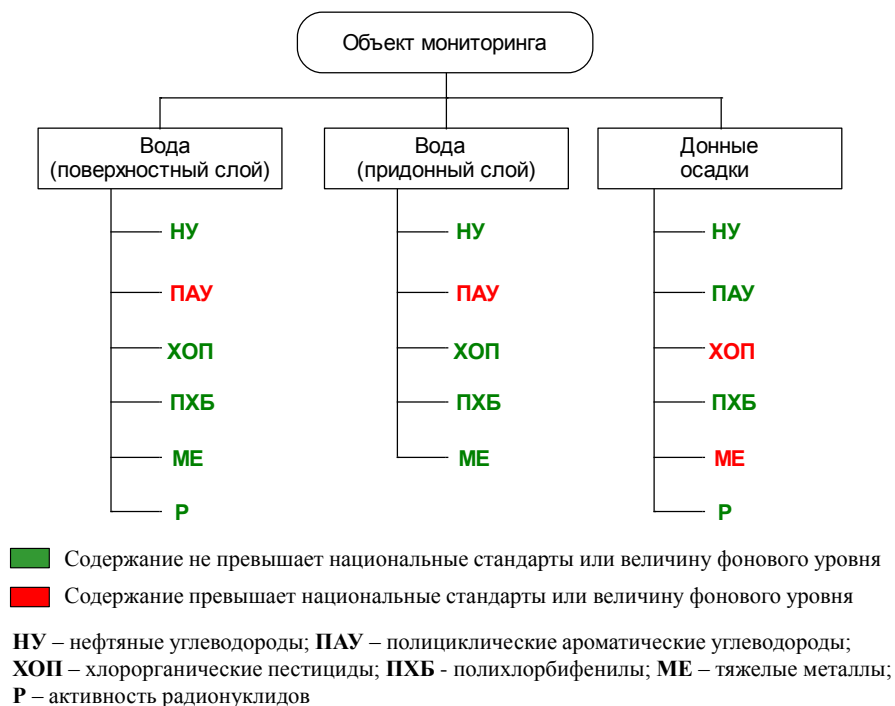 Объект мониторинга
Вода
(поверхностный слой)
НУ
ПАУ
ХОП
ПХБ
МЕ
Р
Вода
(придонный слой)
НУ
ПАУ
ХОП
ПХБ
МЕ
Донные
осадки
НУ
ПАУ
ХОП
ПХБ
МЕ
Р
Содержание не превышает национальные стандарты или величину фонового уровня
Содержание превышает национальные стандарты или величину фонового уровня
НУ – нефтяные углеводороды; ПАУ – полициклические ароматические углеводороды;
ХОП – хлорорганические пестициды; ПХБ - полихлорбифенилы; МЕ – тяжелые металлы;
Р – активность радионуклидов